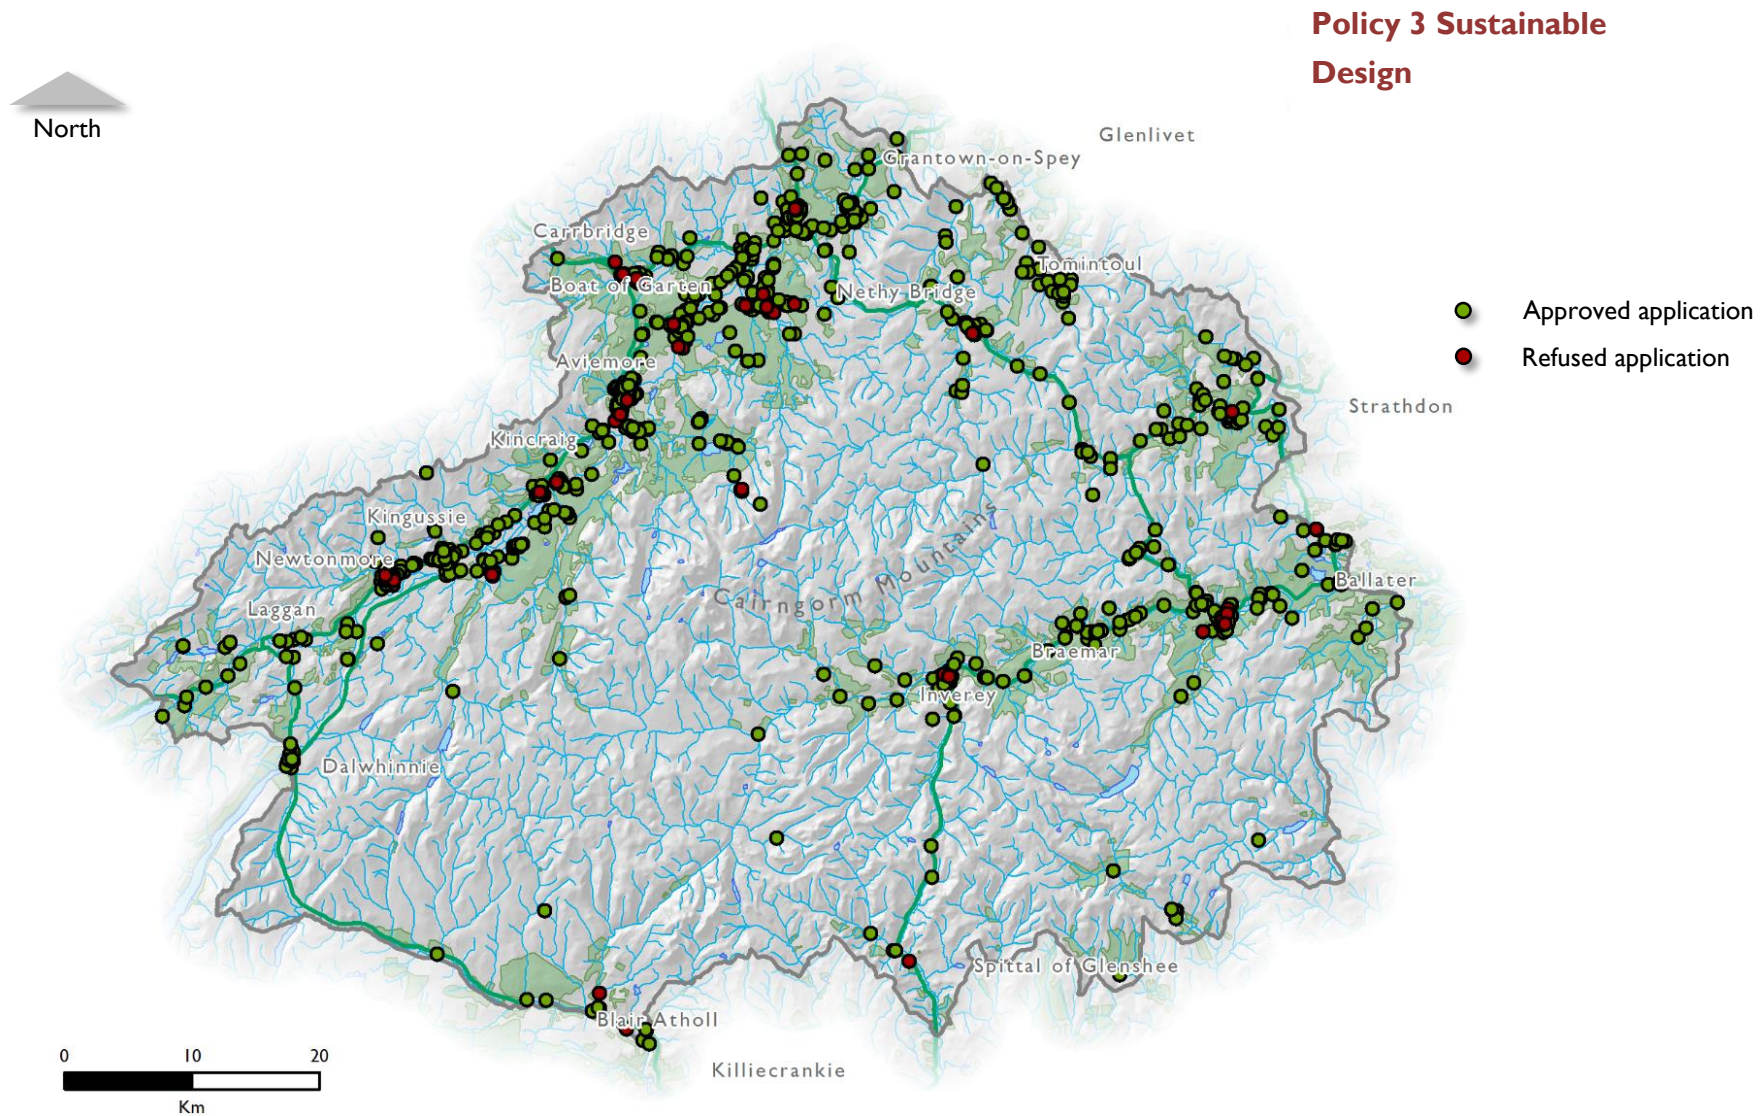 Policy 3 Sustainable
Design
North
Glenlivet
Grantown-on-Spey
Carrbridge
Tomintoul
Boat of Garten
Nethy Bridge
Approved application
Aviemore
Refused application
Strathdon
Kincraig
Kingussie
Newtonmore
Cairngorm Mountains
Ballater
Laggan
Braemar
Inverey
Dalwhinnie
Spittal of Glenshee
Blair Atholl
Killiecrankie
0 10 20
Km